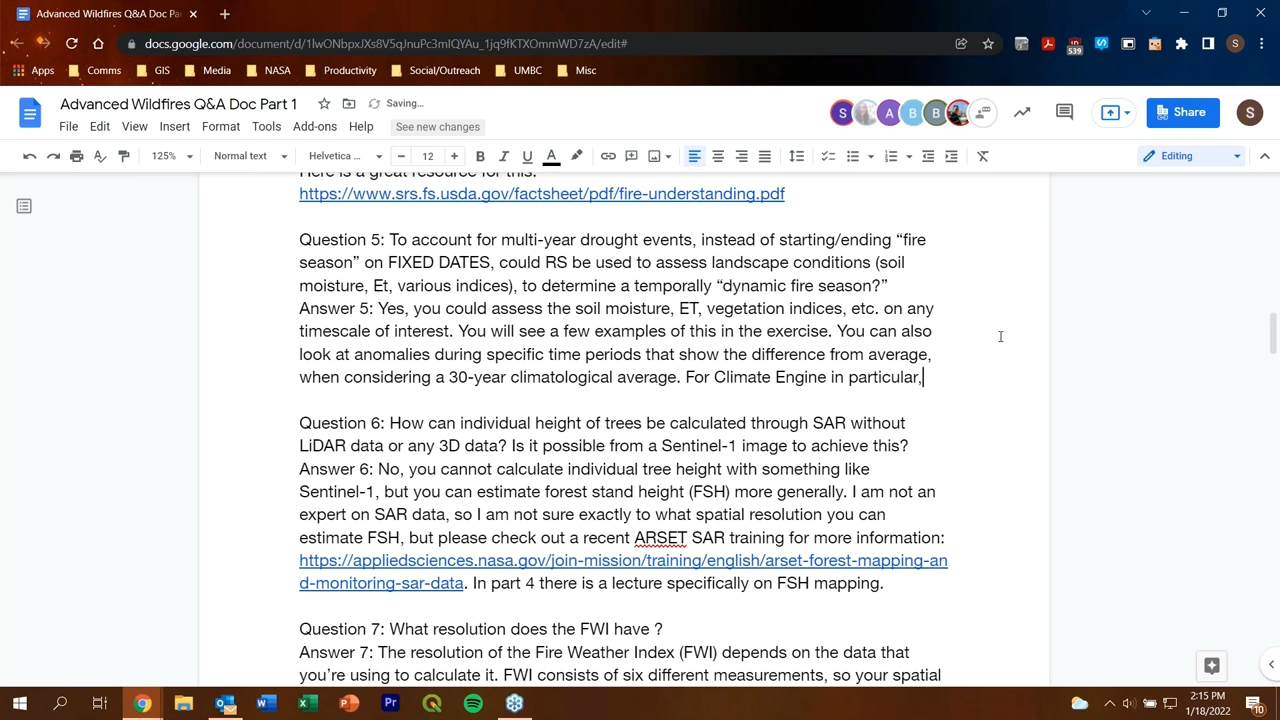 Advanced Wildfires Q&A Doc Pa
docs.google.com/document/d/1lwONbpxJXs8V5qJnuPc3mIQYAu_1jq9fKTXOmmWD7zA/edit#
539
S
Apps Comms GIS Media NASA Productivity Social/Outreach UMBC Misc
Advanced Wildfires Q&A Doc Part 1 Saving...
S A B B Share S
File Edit View Insert Format Tools Add-ons Help See new changes
125% Normal text Helvetica ... 12 B I U A Editing
Here is a great resource for this:
https://www.srs.fs.usda.gov/factsheet/pdf/fire-understanding.pdf
Question 5: To account for multi-year drought events, instead of starting/ending “fire
season” on FIXED DATES, could RS be used to assess landscape conditions (soil
moisture, Et, various indices), to determine a temporally “dynamic fire season?”
Answer 5: Yes, you could assess the soil moisture, ET, vegetation indices, etc. on any
timescale of interest. You will see a few examples of this in the exercise. You can also
look at anomalies during specific time periods that show the difference from average,
when considering a 30-year climatological average. For Climate Engine in particular,
Question 6: How can individual height of trees be calculated through SAR without
LiDAR data or any 3D data? Is it possible from a Sentinel-1 image to achieve this?
Answer 6: No, you cannot calculate individual tree height with something like
Sentinel-1, but you can estimate forest stand height (FSH) more generally. I am not an
expert on SAR data, so I am not sure exactly to what spatial resolution you can
estimate FSH, but please check out a recent ARSET SAR training for more information:
https://appliedsciences.nasa.gov/join-mission/training/english/arset-forest-mapping-an
d-monitoring-sar-data. In part 4 there is a lecture specifically on FSH mapping.
Question 7: What resolution does the FWI have ?
Answer 7: The resolution of the Fire Weather Index (FWI) depends on the data that
you’re using to calculate it. FWI consists of six different measurements, so your spatial
2:15 PM
1/18/2022
10